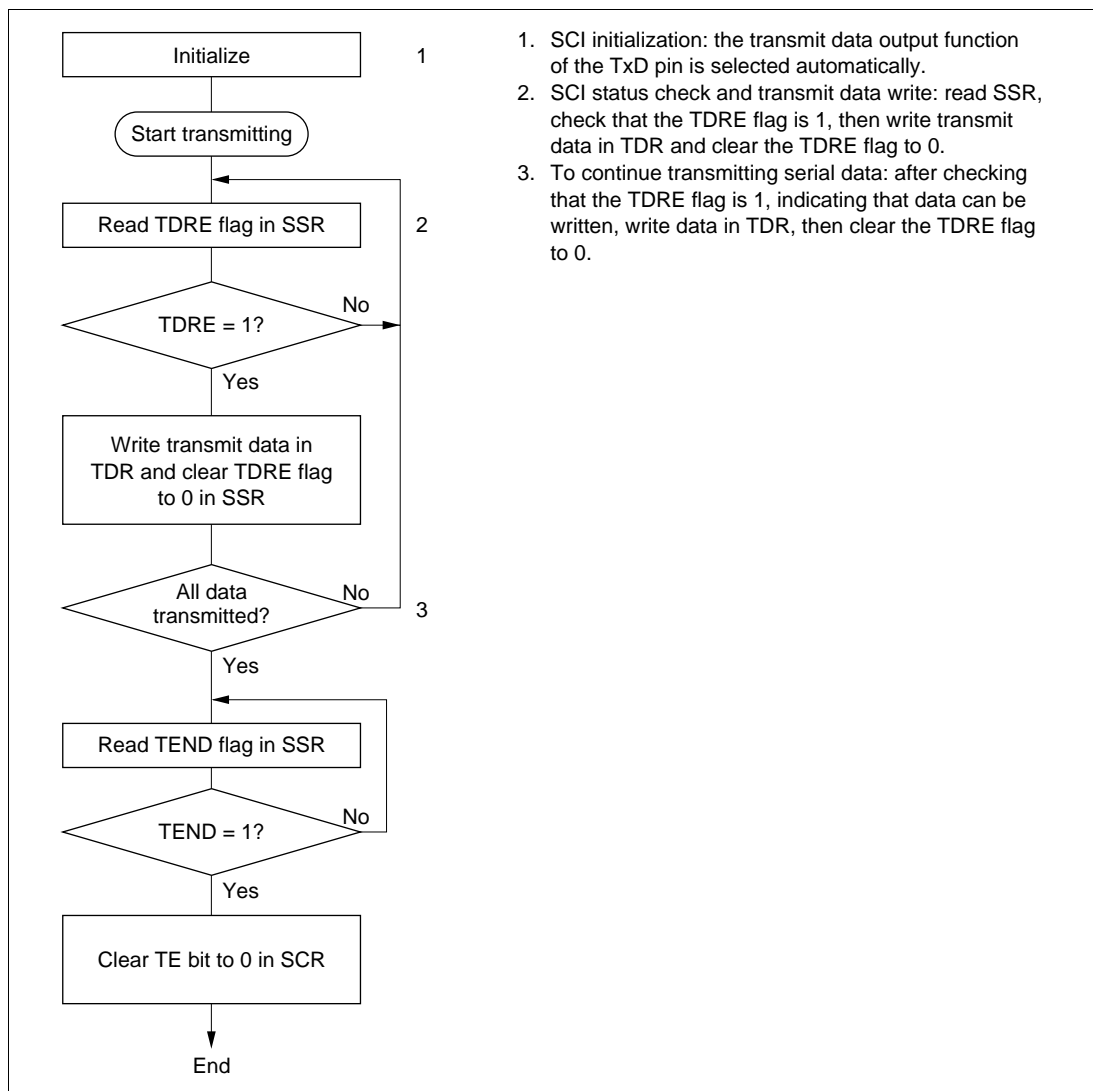 Initialize
1
Start transmitting
Read TDRE flag in SSR
2
TDRE = 1?
No
Yes
Write transmit data in
TDR and clear TDRE flag
to 0 in SSR
All data
transmitted?
No
3
Yes
Read TEND flag in SSR
TEND = 1?
No
Yes
Clear TE bit to 0 in SCR
End
1. SCI initialization: the transmit data output function
of the TxD pin is selected automatically.
2. SCI status check and transmit data write: read SSR,
check that the TDRE flag is 1, then write transmit
data in TDR and clear the TDRE flag to 0.
3. To continue transmitting serial data: after checking
that the TDRE flag is 1, indicating that data can be
written, write data in TDR, then clear the TDRE flag
to 0.